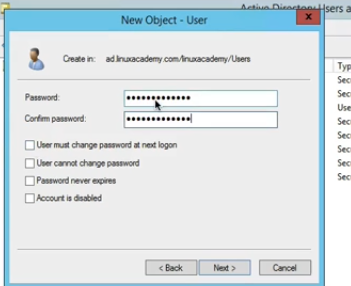 Active Directory Users a
New Object - User
x
Create in: ad.linuxacademy.com/linuxacademy/Users
Typ
Sec
Sec
Use
Sec
Sec
Sec
Sec
Sec
Password: •••••••••••••
Confirm password: •••••••••••••
User must change password at next logon
User cannot change password
Password never expires
Account is disabled
< Back Next > Cancel